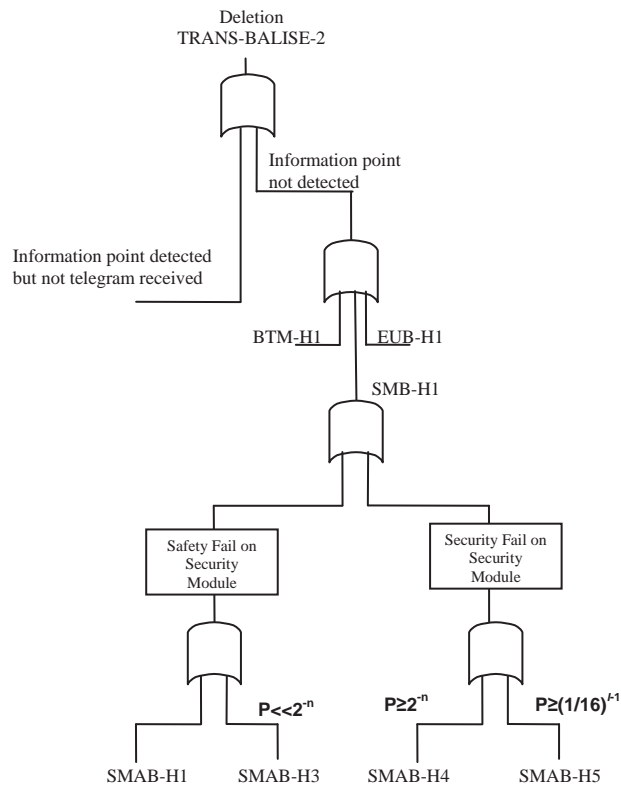 Deletion
TRANS-BALISE-2
Information point
not detected
Information point detected
but not telegram received
BTM-H1
EUB-H1
SMB-H1
Safety Fail on
Security
Module
Security Fail on
Security
Module
P<<2⁻ⁿ
P≥2⁻ⁿ
P≥(1/16)ˡ⁻¹
SMAB-H1
SMAB-H3
SMAB-H4
SMAB-H5